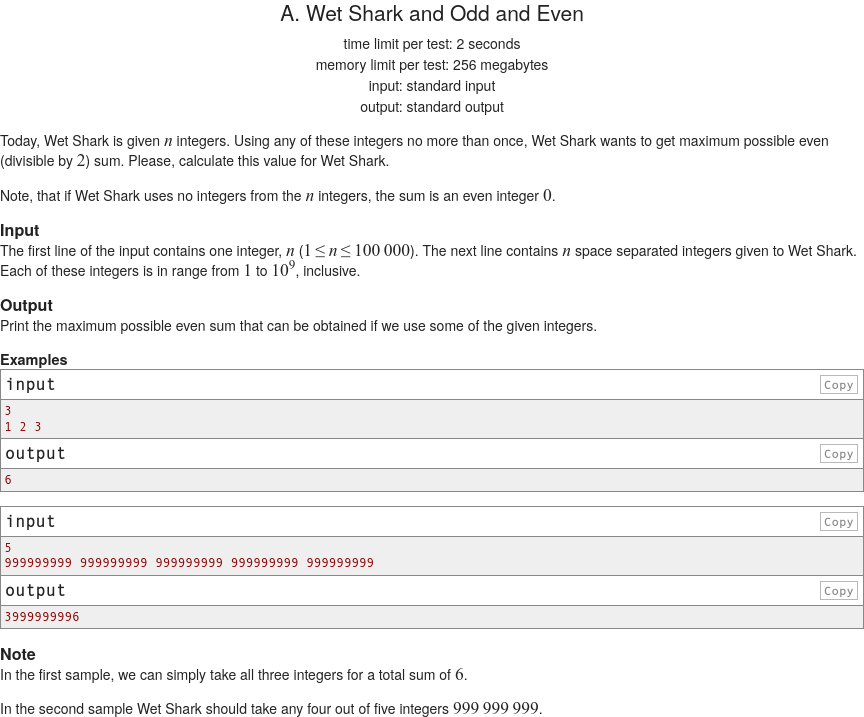 A. Wet Shark and Odd and Even
time limit per test: 2 seconds
memory limit per test: 256 megabytes
input: standard input
output: standard output
Today, Wet Shark is given n integers. Using any of these integers no more than once, Wet Shark wants to get maximum possible even
(divisible by 2) sum. Please, calculate this value for Wet Shark.
Note, that if Wet Shark uses no integers from the n integers, the sum is an even integer 0.
Input
The first line of the input contains one integer, n (1 ≤ n ≤ 100 000). The next line contains n space separated integers given to Wet Shark.
Each of these integers is in range from 1 to 10⁹, inclusive.
Output
Print the maximum possible even sum that can be obtained if we use some of the given integers.
Examples
input Copy
3
1 2 3
output Copy
6
input Copy
5
999999999 999999999 999999999 999999999 999999999
output Copy
3999999996
Note
In the first sample, we can simply take all three integers for a total sum of 6.
In the second sample Wet Shark should take any four out of five integers 999 999 999.